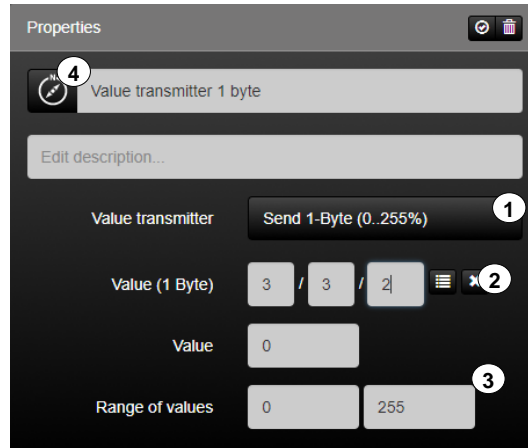 Properties
4
Value transmitter 1 byte
Edit description...
Value transmitter Send 1-Byte (0..255%) 1
Value (1 Byte) 3 / 3 / 2 2
Value 0
3
Range of values 0 255